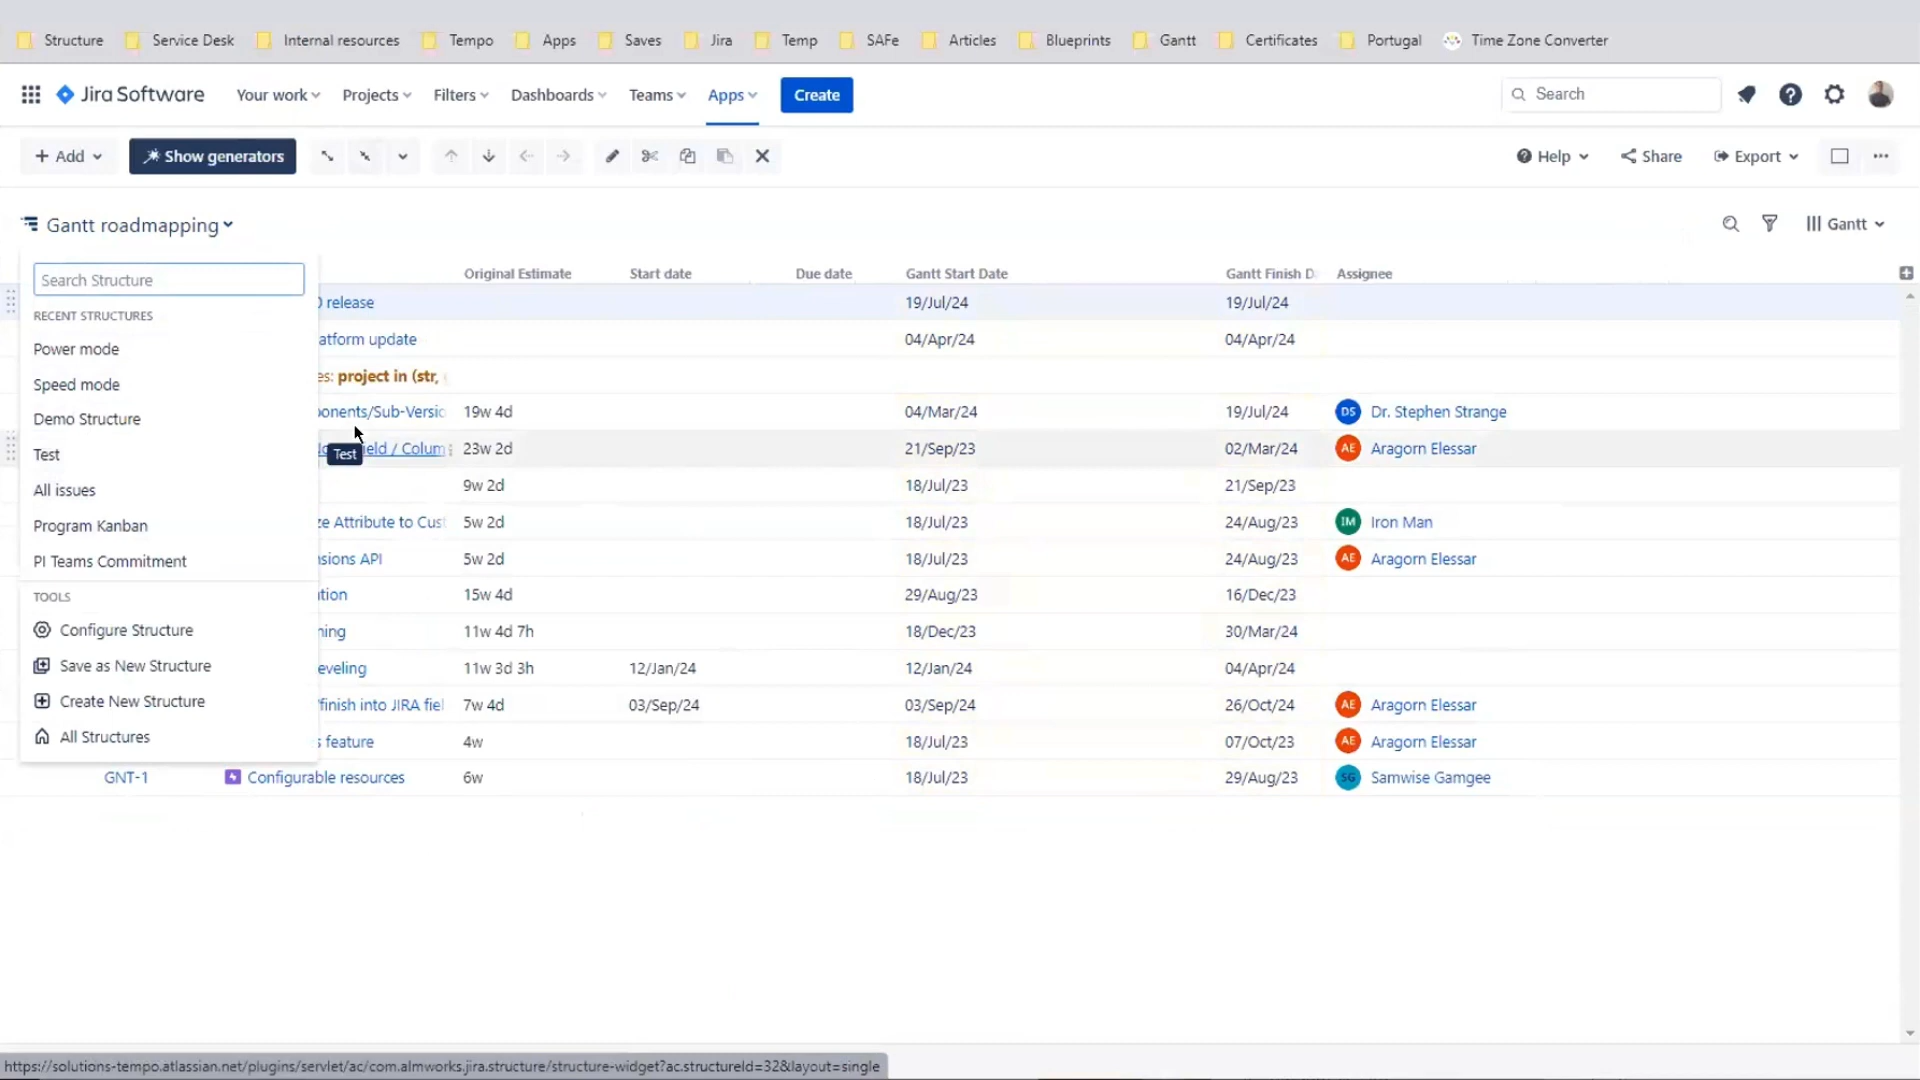 Structure Service Desk Internal resources Tempo Apps Saves Jira Temp SAFe Articles Blueprints Gantt Certificates Portugal Time Zone Converter
Jira Software Your work Projects Filters Dashboards Teams Apps Create Search
+ Add Show generators Help Share Export
Gantt roadmapping Gantt
Search Structure
Original Estimate Start date Due date Gantt Start Date Gantt Finish D Assignee
release 19/Jul/24 19/Jul/24
RECENT STRUCTURES
atform update 04/Apr/24 04/Apr/24
Power mode
es: project in (str,
Speed mode
ponents/Sub-Versic 19w 4d 04/Mar/24 19/Jul/24 DS Dr. Stephen Strange
Demo Structure
ield / Colum 23w 2d 21/Sep/23 02/Mar/24 AE Aragorn Elessar
Test
Test
9w 2d 18/Jul/23 21/Sep/23
All issues
ze Attribute to Cus 5w 2d 18/Jul/23 24/Aug/23 IM Iron Man
Program Kanban
nsions API 5w 2d 18/Jul/23 24/Aug/23 AE Aragorn Elessar
PI Teams Commitment
tion 15w 4d 29/Aug/23 16/Dec/23
TOOLS
ning 11w 4d 7h 18/Dec/23 30/Mar/24
Configure Structure
eveling 11w 3d 3h 12/Jan/24 12/Jan/24 04/Apr/24
Save as New Structure
/finish into JIRA fiel 7w 4d 03/Sep/24 03/Sep/24 26/Oct/24 AE Aragorn Elessar
Create New Structure
s feature 4w 18/Jul/23 07/Oct/23 AE Aragorn Elessar
All Structures
GNT-1 Configurable resources 6w 18/Jul/23 29/Aug/23 SG Samwise Gamgee
https://solutions-tempo.atlassian.net/plugins/servlet/ac/com.almworks.jira.structure/structure-widget?ac.structureId=32&layout=single